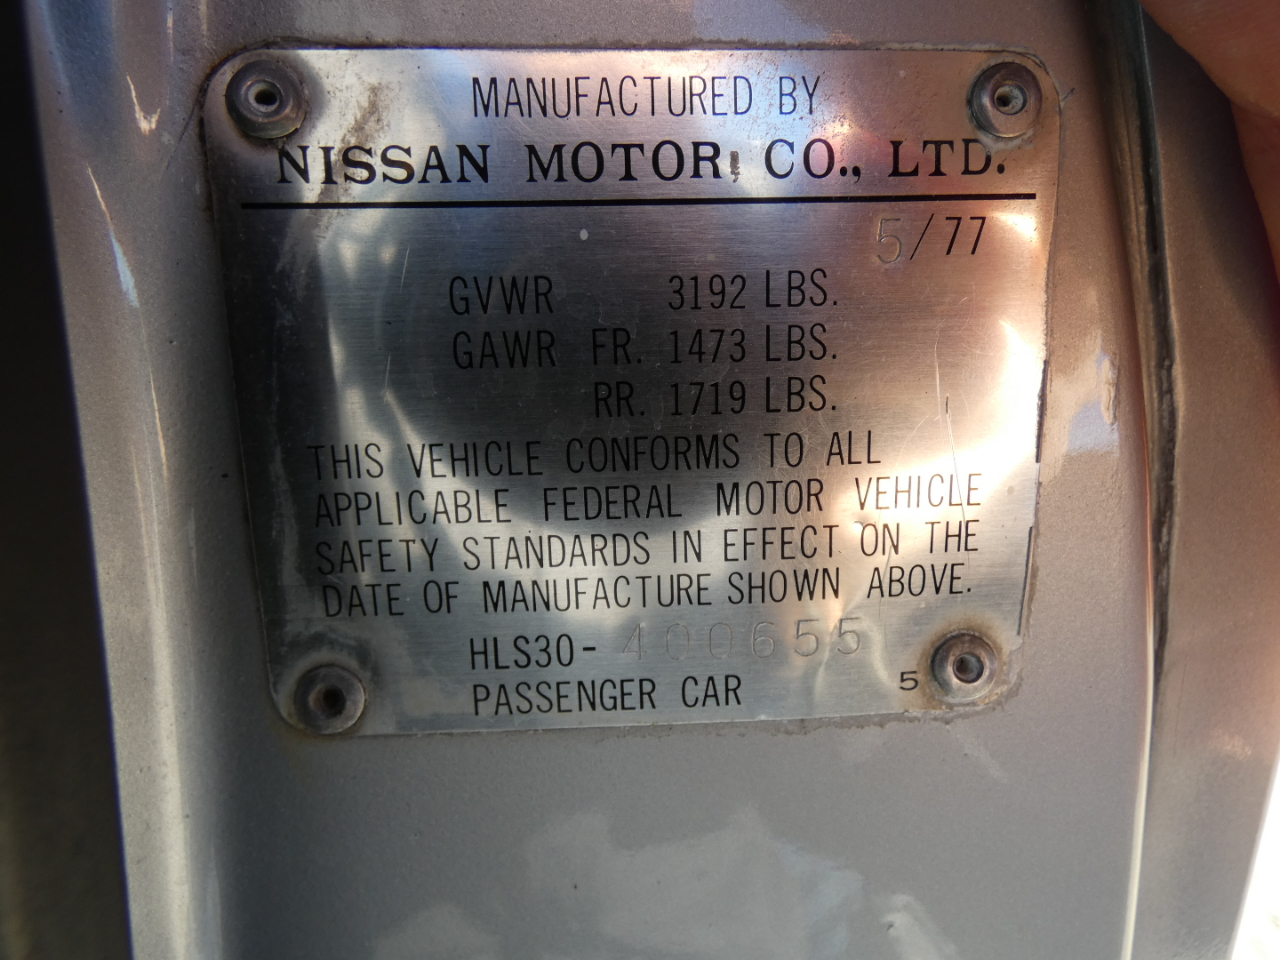 MANUFACTURED BY
NISSAN MOTOR CO., LTD.
5/77
GVWR 3192 LBS.
GAWR FR. 1473 LBS.
RR. 1719 LBS.
THIS VEHICLE CONFORMS TO ALL
APPLICABLE FEDERAL MOTOR VEHICLE
SAFETY STANDARDS IN EFFECT ON THE
DATE OF MANUFACTURE SHOWN ABOVE.
HLS30-400655
PASSENGER CAR 5